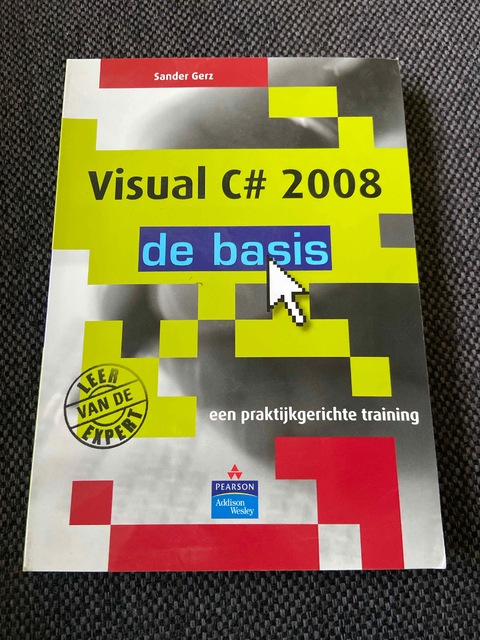 Sander Gerz
Visual C# 2008
de basis
LEER
VAN DE
EXPERT
een praktijkgerichte training
PEARSON
Addison
Wesley